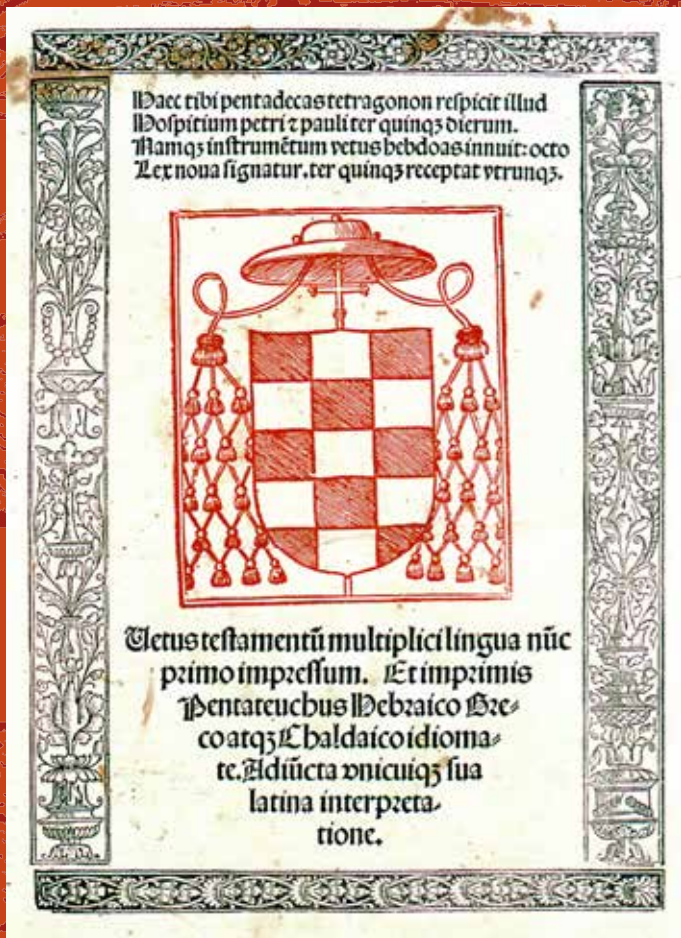 Haec tibi pentadecas tetragonon respicit illud
Hospitium petri ⁊ pauli ter quinqꝫ dierum.
Namqꝫ instrumētum vetus hebdoas innuit: octo
Lex noua signatur. ter quinqꝫ receptat vtrunqꝫ.
Uetus testamentū multiplici lingua nūc
primo impressum. Et imprimis
Pentateuchus Hebraico Gre⸗
co atqꝫ Chaldaico idioma⸗
te. Adiūcta vnicuiqꝫ sua
latina interpreta⸗
tione.